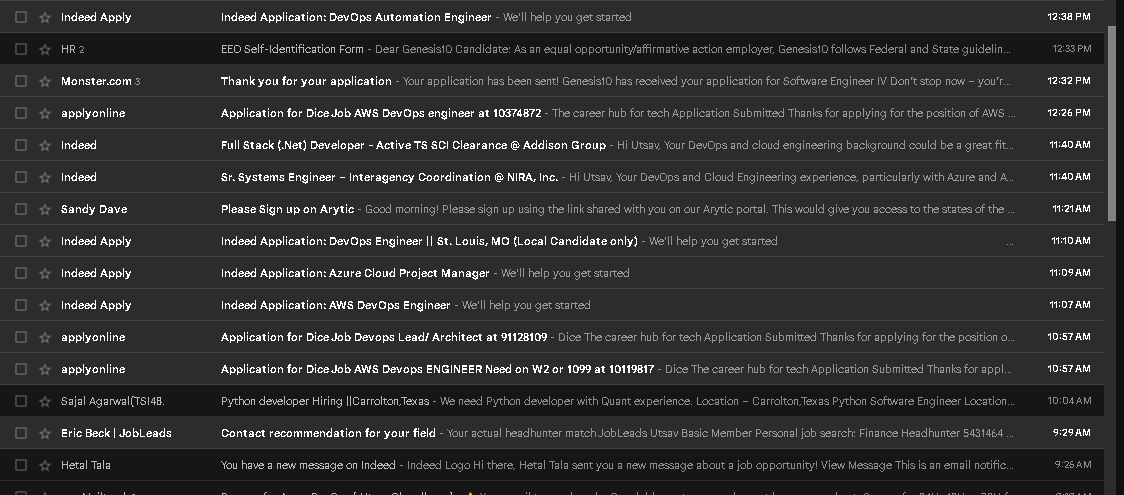 Indeed Apply Indeed Application: DevOps Automation Engineer - We'll help you get started 12:38 PM
HR 2 EEO Self-Identification Form - Dear Genesis10 Candidate: As an equal opportunity/affirmative action employer, Genesis10 follows Federal and State guidelin... 12:33 PM
Monster.com 3 Thank you for your application - Your application has been sent! Genesis10 has received your application for Software Engineer IV Don't stop now – you'r... 12:32 PM
applyonline Application for Dice Job AWS DevOps engineer at 10374872 - The career hub for tech Application Submitted Thanks for applying for the position of AWS ... 12:26 PM
Indeed Full Stack (.Net) Developer - Active TS SCI Clearance @ Addison Group - Hi Utsav, Your DevOps and cloud engineering background could be a great fit... 11:40 AM
Indeed Sr. Systems Engineer – Interagency Coordination @ NIRA, Inc. - Hi Utsav, Your DevOps and Cloud Engineering experience, particularly with Azure and A... 11:40 AM
Sandy Dave Please Sign up on Arytic - Good morning! Please sign up using the link shared with you on our Arytic portal. This would give you access to the states of the ... 11:21 AM
Indeed Apply Indeed Application: DevOps Engineer || St. Louis, MO (Local Candidate only) - We'll help you get started ... 11:10 AM
Indeed Apply Indeed Application: Azure Cloud Project Manager - We'll help you get started 11:09 AM
Indeed Apply Indeed Application: AWS DevOps Engineer - We'll help you get started 11:07 AM
applyonline Application for Dice Job Devops Lead/ Architect at 91128109 - Dice The career hub for tech Application Submitted Thanks for applying for the position o... 10:57 AM
applyonline Application for Dice Job AWS Devops ENGINEER Need on W2 or 1099 at 10119817 - Dice The career hub for tech Application Submitted Thanks for appl... 10:57 AM
Sajal Agarwal(TSI4B. Python developer Hiring ||Carrolton,Texas - We need Python developer with Quant experience. Location – Carrolton,Texas Python Software Engineer Location... 10:04 AM
Eric Beck | JobLeads Contact recommendation for your field - Your actual headhunter match JobLeads Utsav Basic Member Personal job search: Finance Headhunter 5431464 ... 9:29 AM
Hetal Tala You have a new message on Indeed - Indeed Logo Hi there, Hetal Tala sent you a new message about a job opportunity! View Message This is an email notific... 9:26 AM